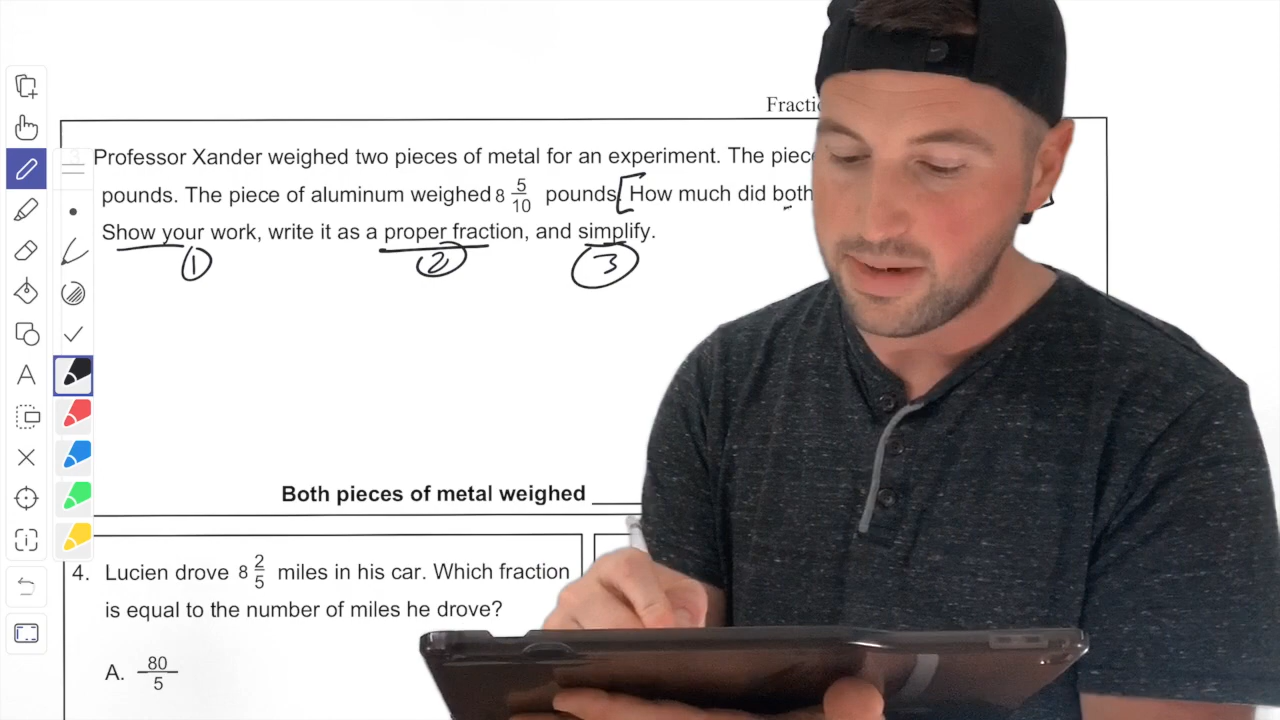 Fractio
3. Professor Xander weighed two pieces of metal for an experiment. The piece
pounds. The piece of aluminum weighed 8 5/10 pounds. [How much did both
Show your work, write it as a proper fraction, and simplify.
1 2 3
Both pieces of metal weighed ___
4. Lucien drove 8 2/5 miles in his car. Which fraction
is equal to the number of miles he drove?
A. 80/5